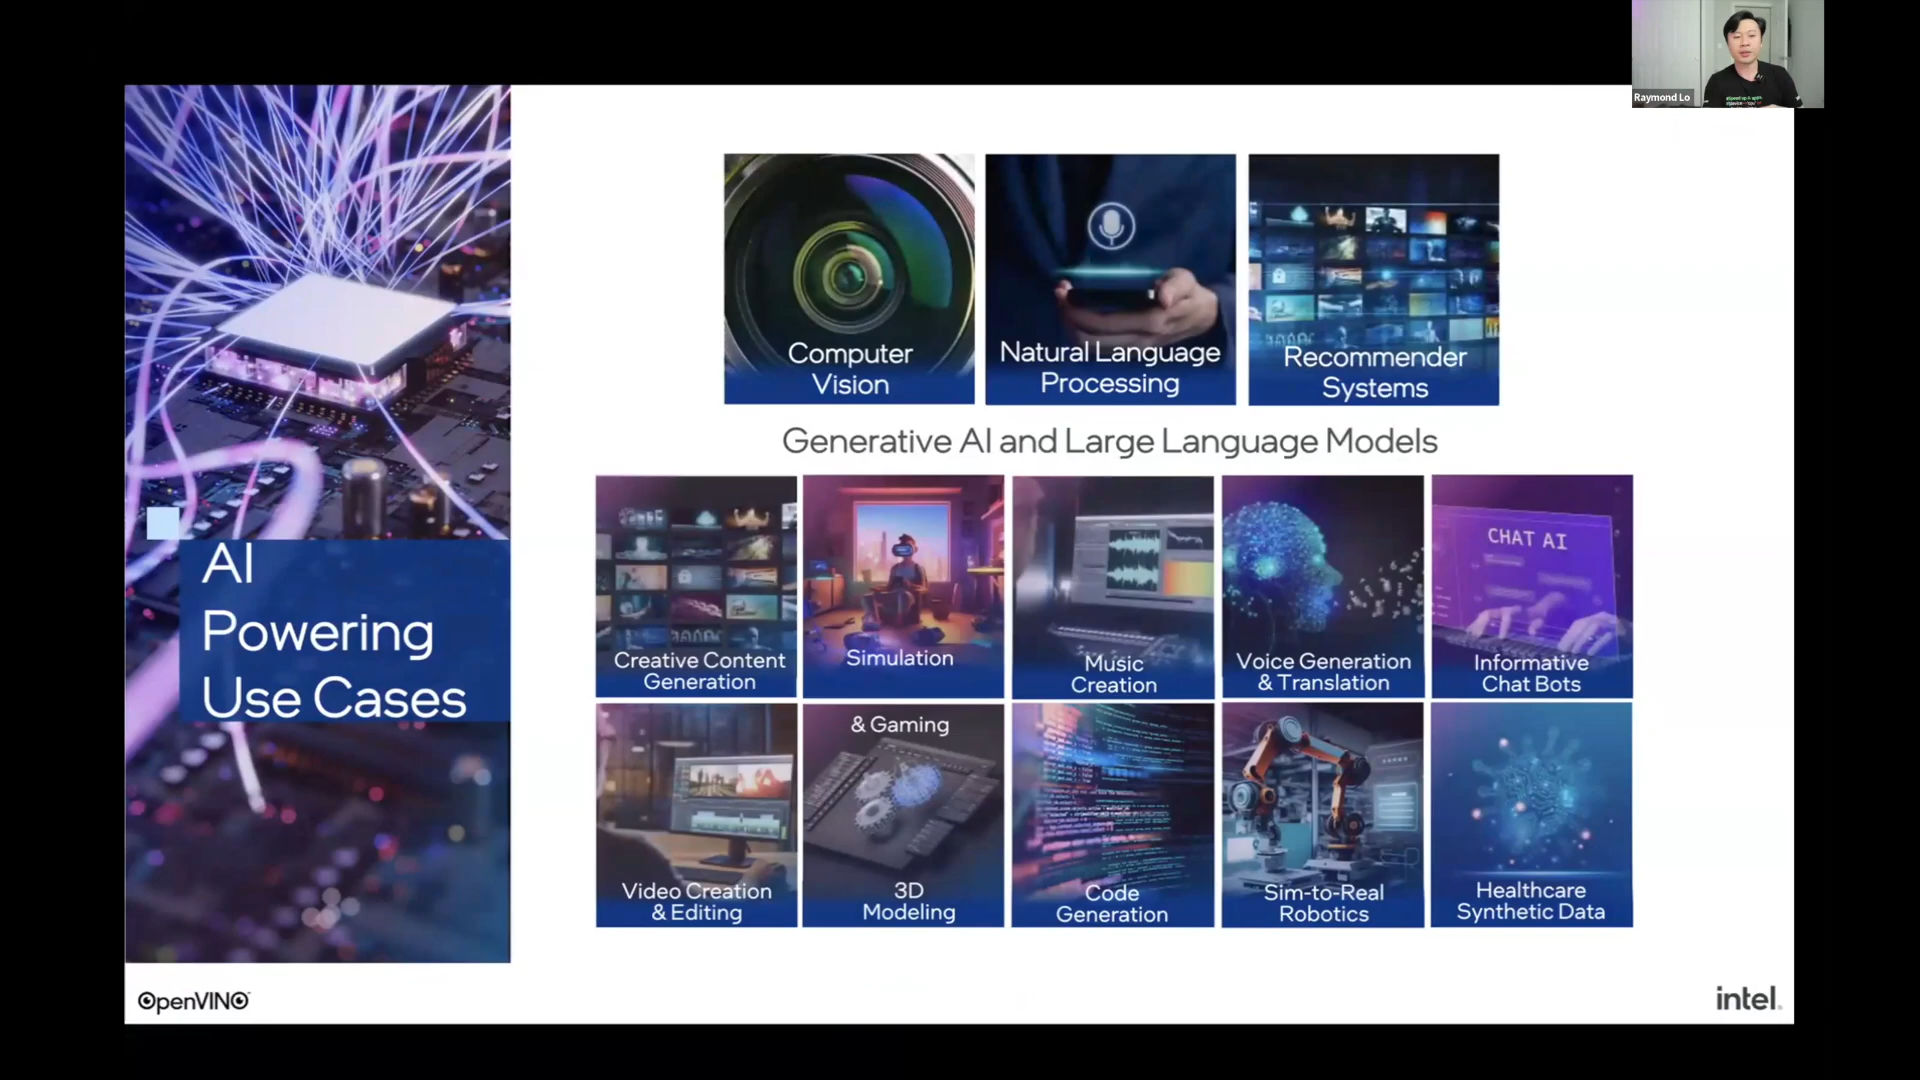 Raymond Lo
AI
Powering
Use Cases
Computer
Vision
Natural Language
Processing
Recommender
Systems
Generative AI and Large Language Models
Creative Content
Generation
Simulation
& Gaming
Music
Creation
Voice Generation
& Translation
CHAT AI
Informative
Chat Bots
Video Creation
& Editing
3D
Modeling
Code
Generation
Sim-to-Real
Robotics
Healthcare
Synthetic Data
OpenVINO
intel.